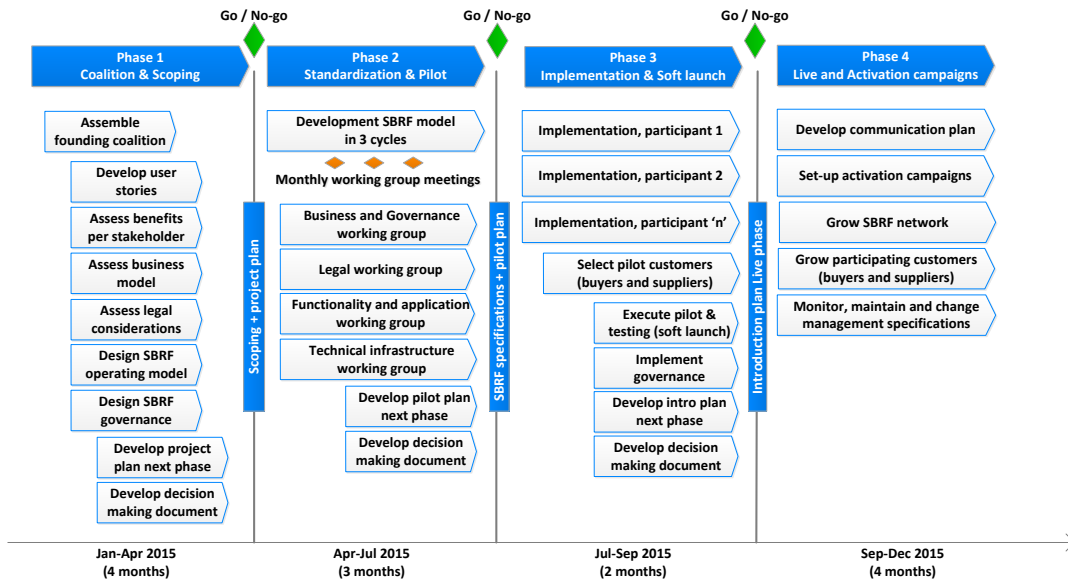 Go / No-go
Go / No-go
Go / No-go
Phase 1
Coalition & Scoping
Phase 2
Standardization & Pilot
Phase 3
Implementation & Soft launch
Phase 4
Live and Activation campaigns
Assemble
founding coalition
Develop user
stories
Assess benefits
per stakeholder
Assess business
model
Assess legal
considerations
Design SBRF
operating model
Design SBRF
governance
Develop project
plan next phase
Develop decision
making document
Scoping + project plan
Development SBRF model
in 3 cycles
Monthly working group meetings
Business and Governance
working group
Legal working group
Functionality and application
working group
Technical infrastructure
working group
Develop pilot plan
next phase
Develop decision
making document
SBRF specifications + pilot plan
Implementation, participant 1
Implementation, participant 2
Implementation, participant ‘n’
Select pilot customers
(buyers and suppliers)
Execute pilot &
testing (soft launch)
Implement
governance
Develop intro plan
next phase
Develop decision
making document
Introduction plan Live phase
Develop communication plan
Set-up activation campaigns
Grow SBRF network
Grow participating customers
(buyers and suppliers)
Monitor, maintain and change
management specifications
Jan-Apr 2015
(4 months)
Apr-Jul 2015
(3 months)
Jul-Sep 2015
(2 months)
Sep-Dec 2015
(4 months)